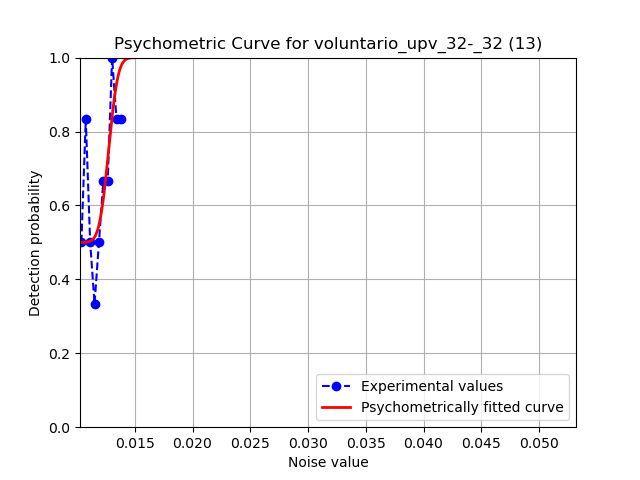 Psychometric Curve for voluntario_upv_32-_32 (13)
1.0
0.8
0.6
0.4
0.2
0.0
Detection probability
0.015 0.020 0.025 0.030 0.035 0.040 0.045 0.050
Noise value
Experimental values
Psychometrically fitted curve